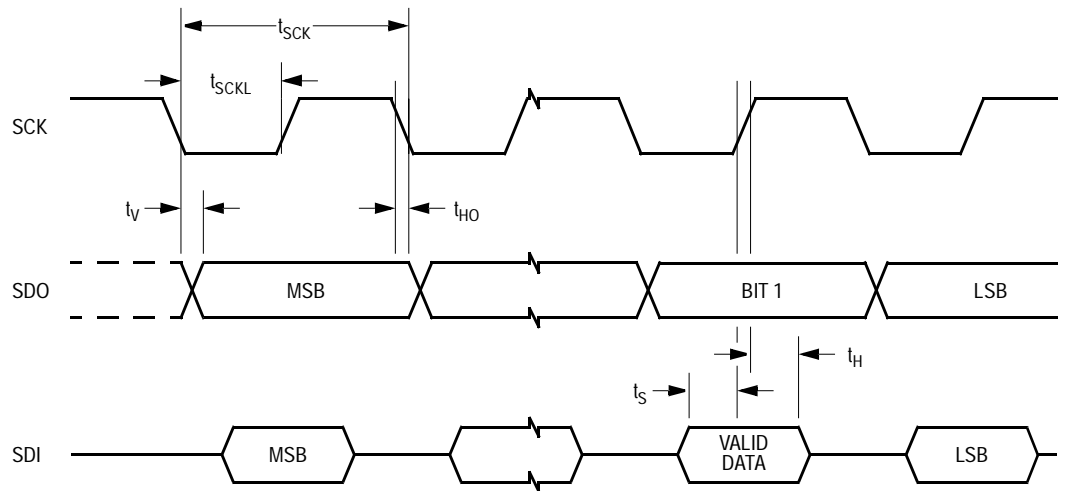 tSCK
tSCKL
SCK
tV
tHO
SDO
MSB
BIT 1
LSB
tH
tS
SDI
MSB
VALID
DATA
LSB